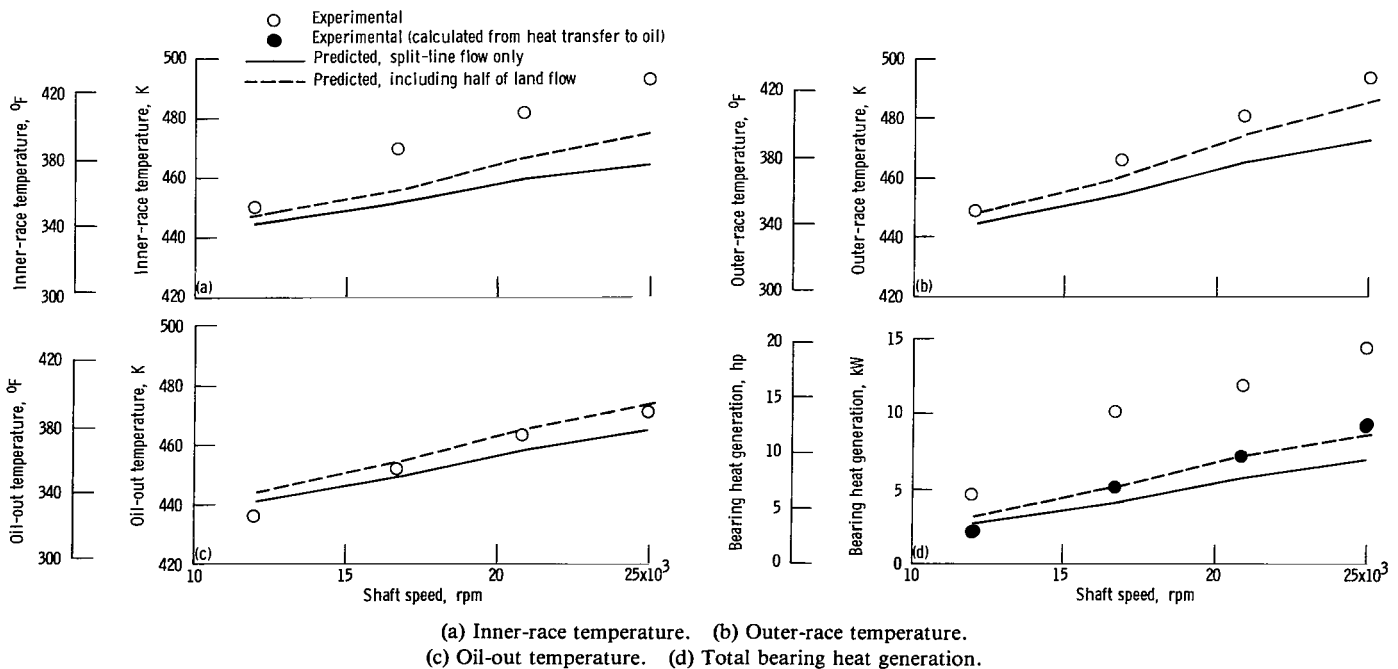 Experimental
Experimental (calculated from heat transfer to oil)
Predicted, split-line flow only
Predicted, including half of land flow
Inner-race temperature, ⁰F
420
380
340
300
Inner-race temperature, K
500
480
460
440
420
(a)
Outer-race temperature, ⁰F
420
380
340
300
Outer-race temperature, K
500
480
460
440
420
(b)
Oil-out temperature, ⁰F
420
380
340
300
Oil-out temperature, K
500
480
460
440
420
(c)
10
15
20
25x10³
Shaft speed, rpm
Bearing heat generation, hp
20
15
10
5
0
Bearing heat generation, kW
15
10
5
0
(d)
10
15
20
25x10³
Shaft speed, rpm
(a) Inner-race temperature. (b) Outer-race temperature.
(c) Oil-out temperature. (d) Total bearing heat generation.